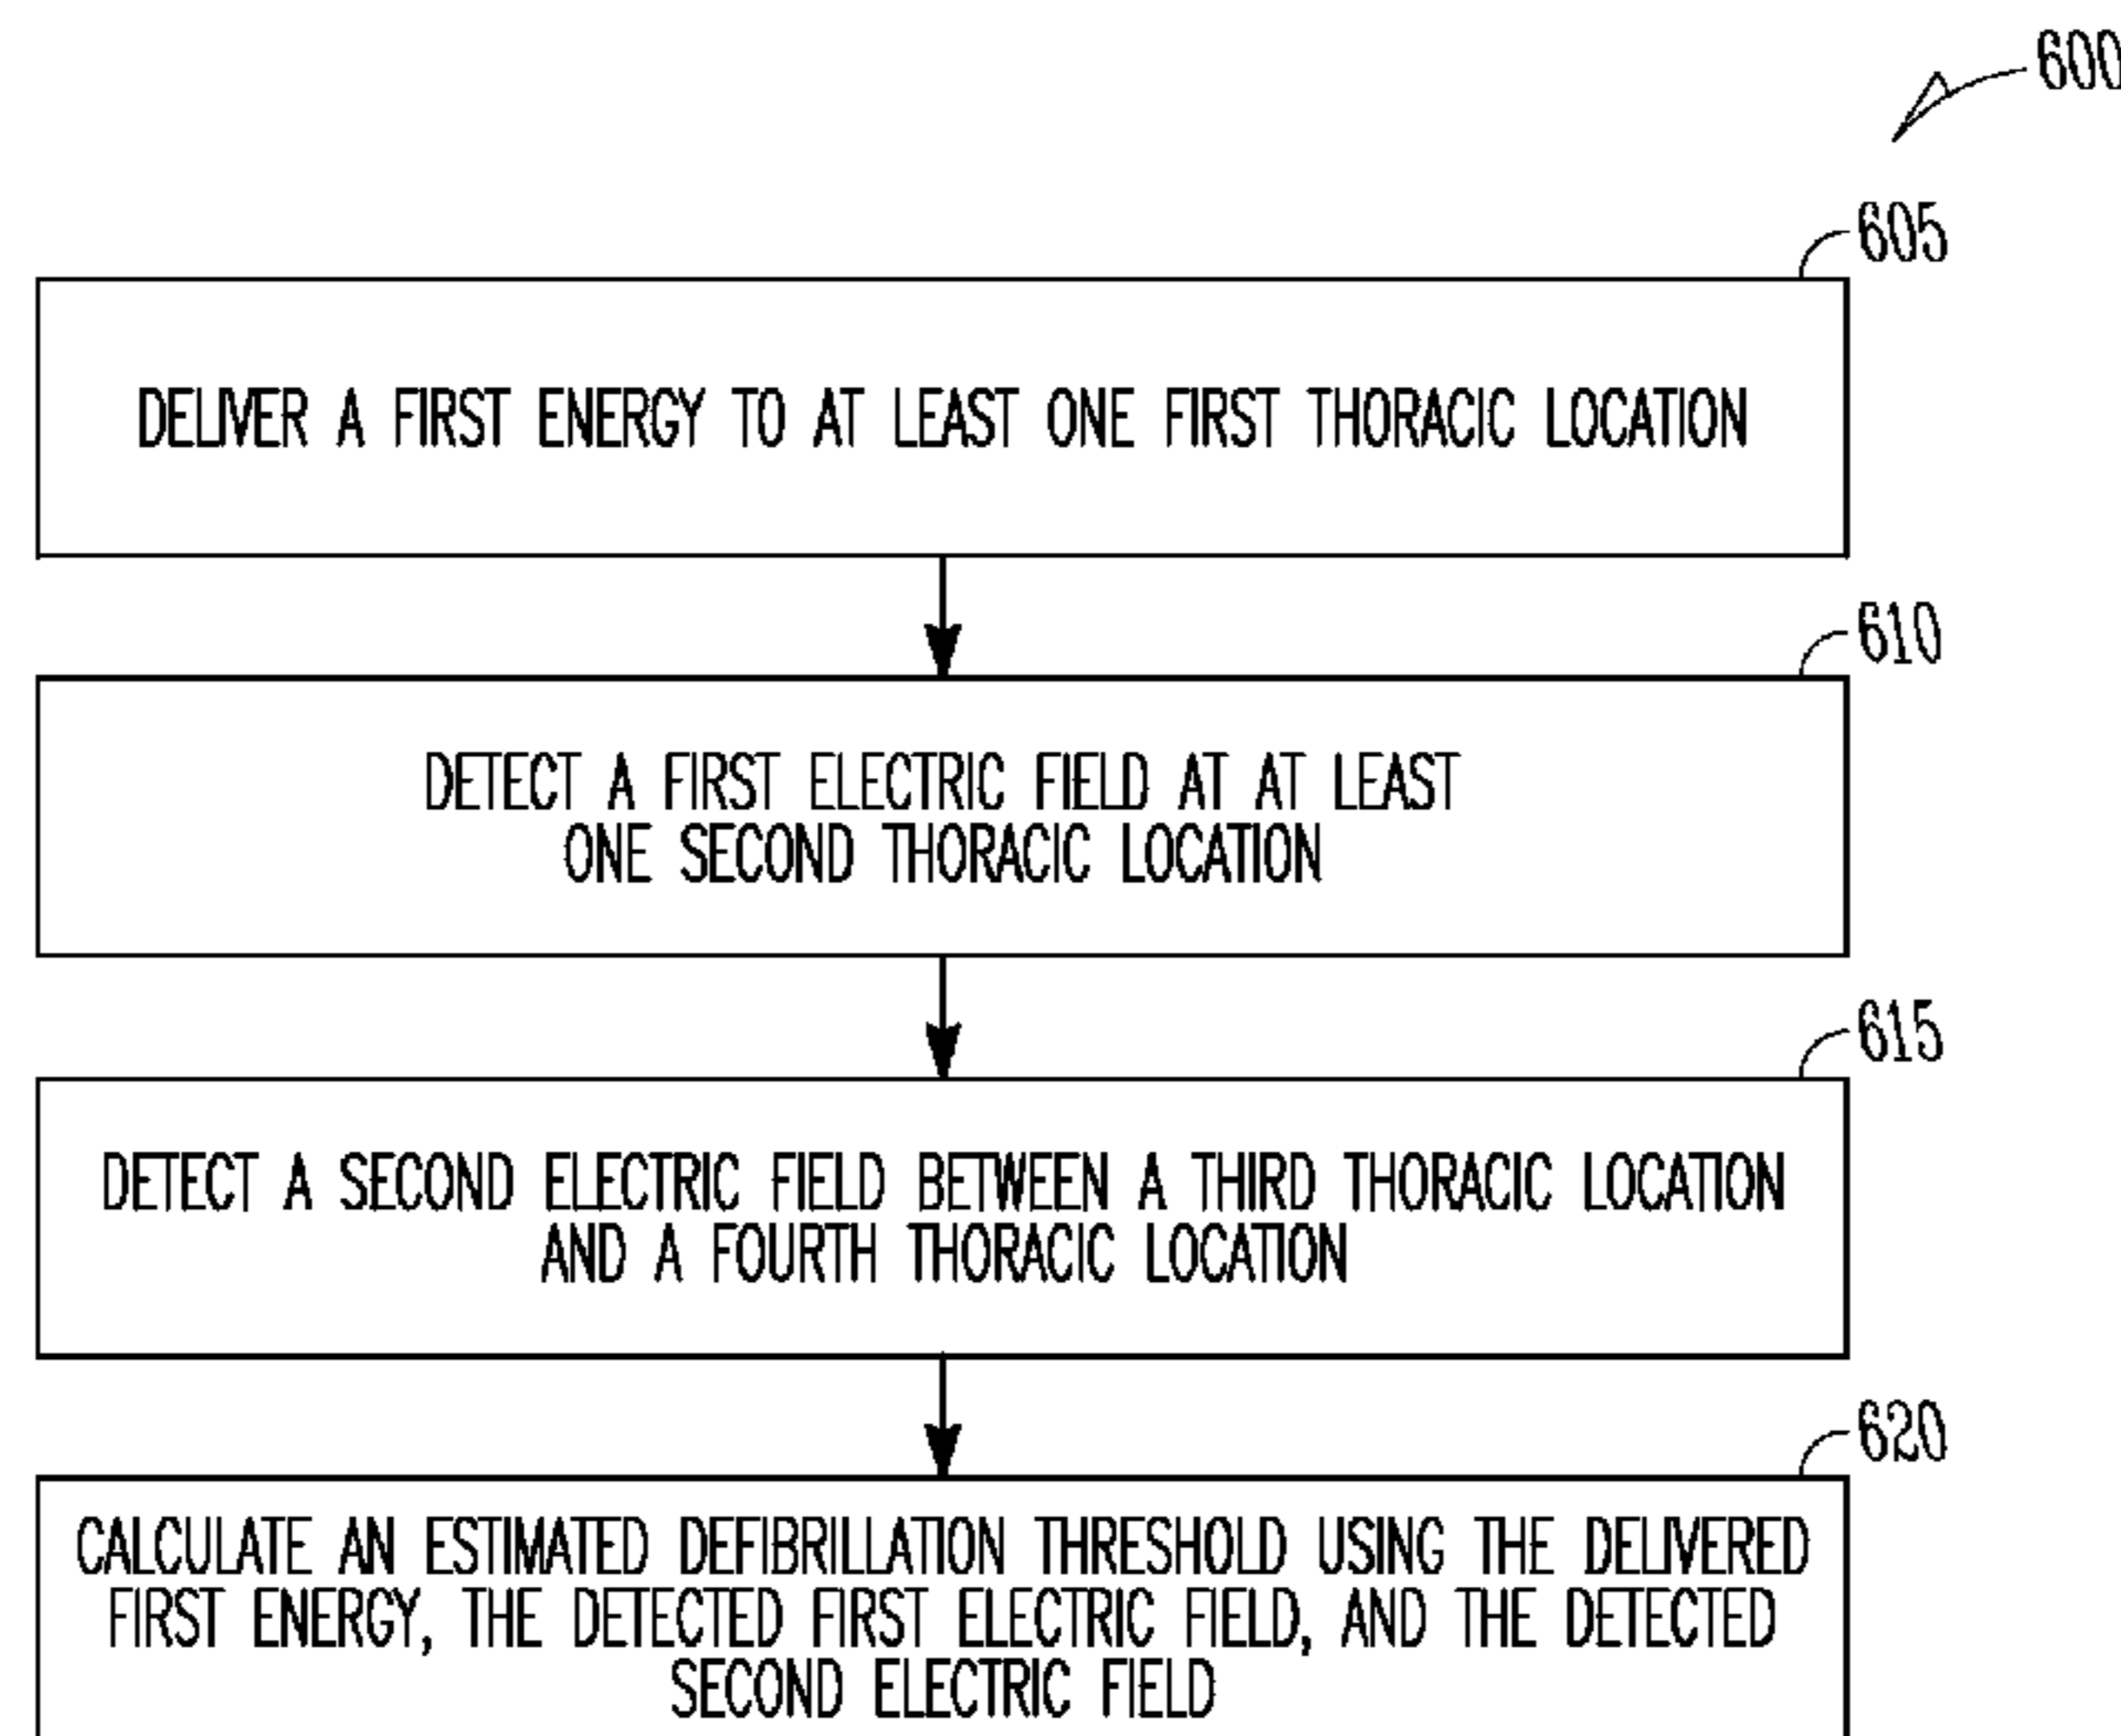 600
605
DELIVER A FIRST ENERGY TO AT LEAST ONE FIRST THORACIC LOCATION
610
DETECT A FIRST ELECTRIC FIELD AT AT LEAST
ONE SECOND THORACIC LOCATION
615
DETECT A SECOND ELECTRIC FIELD BETWEEN A THIRD THORACIC LOCATION
AND A FOURTH THORACIC LOCATION
620
CALCULATE AN ESTIMATED DEFIBRILLATION THRESHOLD USING THE DELIVERED
FIRST ENERGY, THE DETECTED FIRST ELECTRIC FIELD, AND THE DETECTED
SECOND ELECTRIC FIELD